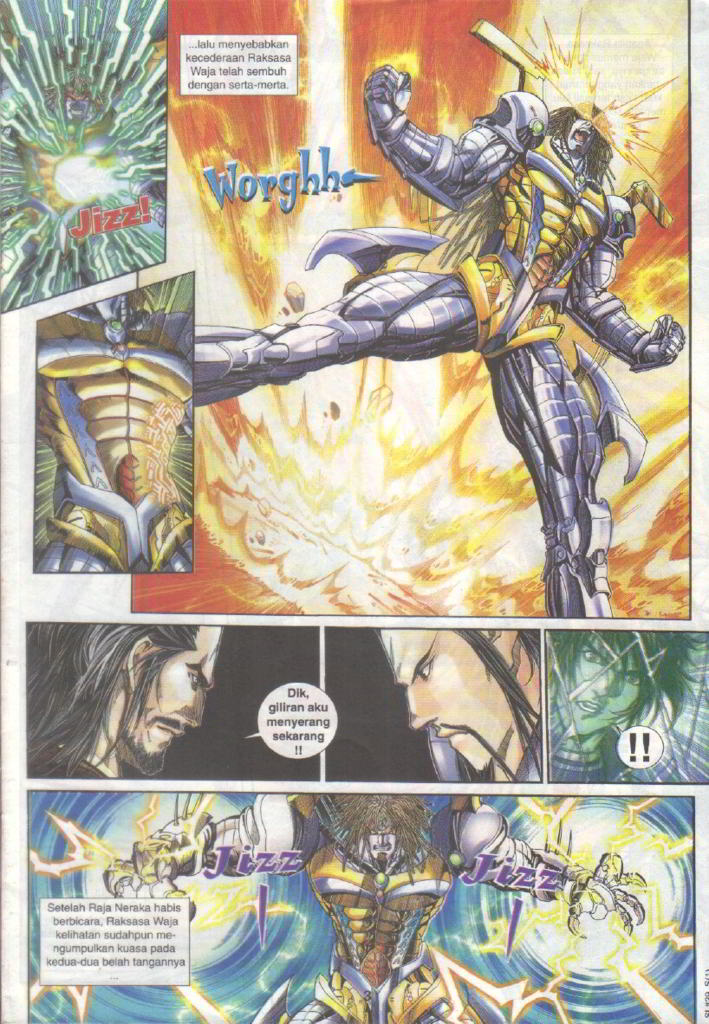 ...lalu menyebabkan
kecederaan Raksasa
Waja telah sembuh
dengan serta-merta.
Worghh
Jizz!
Dik,
giliran aku
menyerang
sekarang
!!
!!
Jizz
!
Jizz
!
Setelah Raja Neraka habis
berbicara, Raksasa Waja
kelihatan sudahpun me-
ngumpulkan kuasa pada
kedua-dua belah tangannya
...